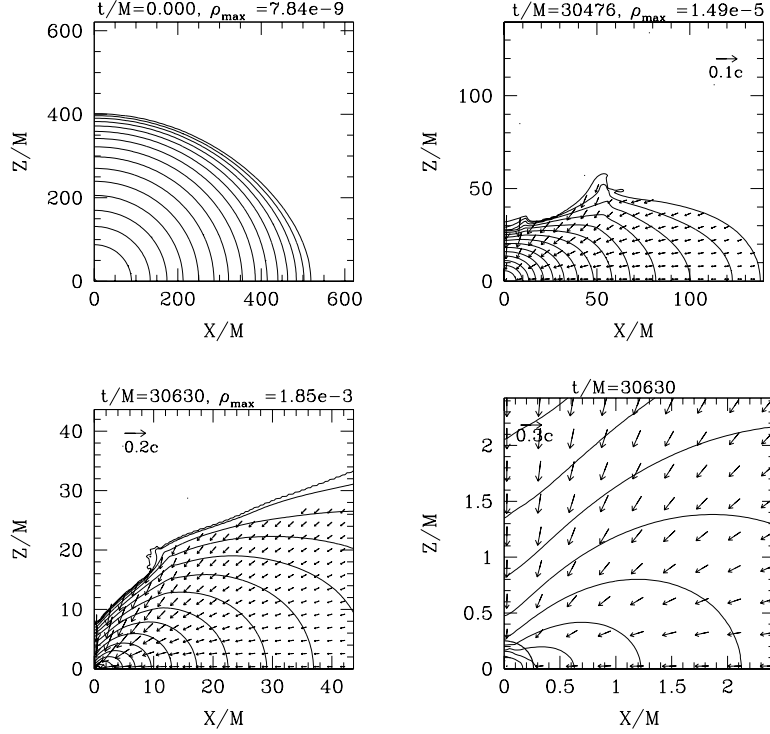 t/M=0.000, ρmax =7.84e-9
600
400
200
0
Z/M
0 200 400 600
X/M
t/M=30476, ρmax =1.49e-5
0.1c
100
50
0
Z/M
0 50 100
X/M
t/M=30630, ρmax =1.85e-3
0.2c
40
30
20
10
0
Z/M
0 10 20 30 40
X/M
t/M=30630
0.3c
2
1.5
1
0.5
0
Z/M
0 0.5 1 1.5 2
X/M